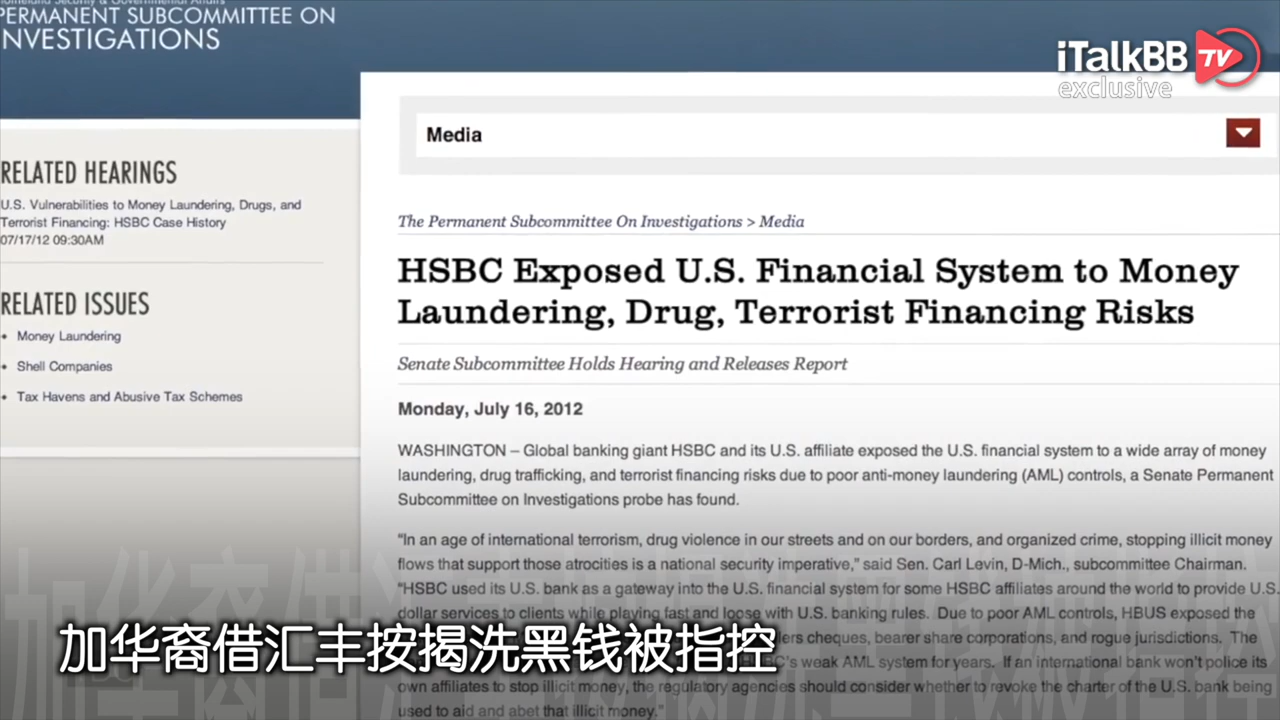 Homeland Security & Governmental Affairs
PERMANENT SUBCOMMITTEE ON
INVESTIGATIONS
iTalkBB TV
exclusive
RELATED HEARINGS
U.S. Vulnerabilities to Money Laundering, Drugs, and
Terrorist Financing: HSBC Case History
07/17/12 09:30AM
RELATED ISSUES
Money Laundering
Shell Companies
Tax Havens and Abusive Tax Schemes
Media
The Permanent Subcommittee On Investigations > Media
HSBC Exposed U.S. Financial System to Money
Laundering, Drug, Terrorist Financing Risks
Senate Subcommittee Holds Hearing and Releases Report
Monday, July 16, 2012
WASHINGTON – Global banking giant HSBC and its U.S. affiliate exposed the U.S. financial system to a wide array of money
laundering, drug trafficking, and terrorist financing risks due to poor anti-money laundering (AML) controls, a Senate Permanent
Subcommittee on Investigations probe has found.
“In an age of international terrorism, drug violence in our streets and on our borders, and organized crime, stopping illicit money
flows that support those atrocities is a national security imperative,” said Sen. Carl Levin, D-Mich., subcommittee Chairman.
“HSBC used its U.S. bank as a gateway into the U.S. financial system for some HSBC affiliates around the world to provide U.S.
dollar services to clients while playing fast and loose with U.S. banking rules. Due to poor AML controls, HBUS exposed the
cheques, bearer share corporations, and rogue jurisdictions. The
weak AML system for years. If an international bank won’t police its
own affiliates to stop illicit money, the regulatory agencies should consider whether to revoke the charter of the U.S. bank being
used to aid and abet that illicit money.”
加华裔借汇丰按揭洗黑钱被指控